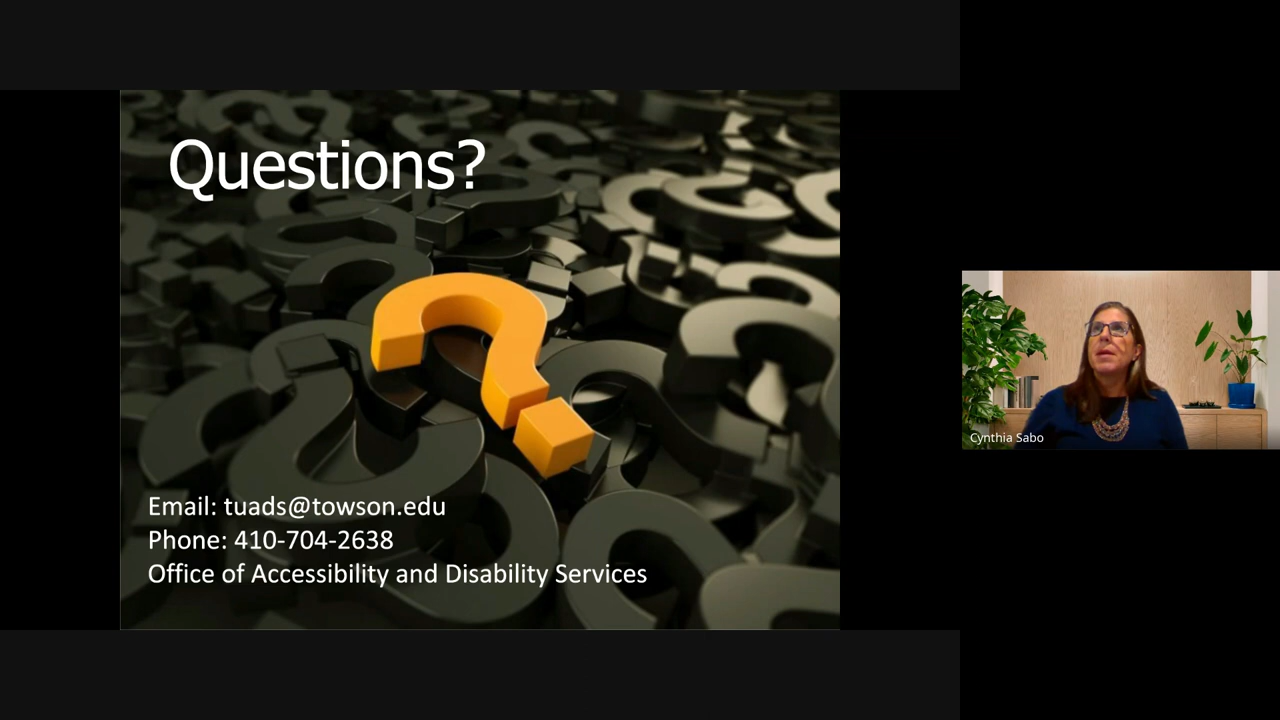 Questions?
Email: tuads@towson.edu
Phone: 410-704-2638
Office of Accessibility and Disability Services
Cynthia Sabo